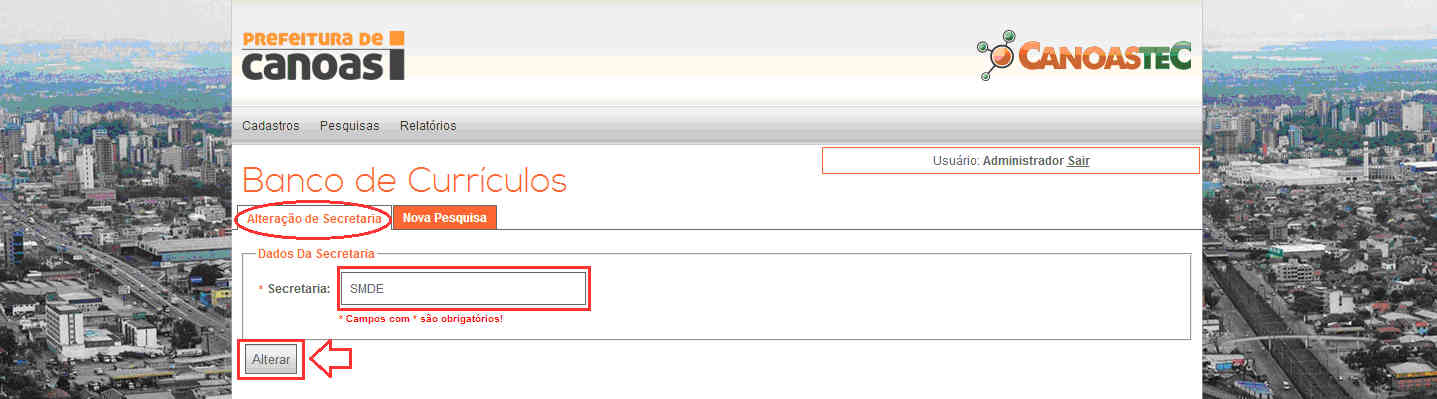 PREFEITURA DE
canoas
CANOASTEC
Cadastros Pesquisas Relatórios
Usuário: Administrador Sair
Banco de Currículos
Alteração de Secretaria Nova Pesquisa
Dados Da Secretaria
* Secretaria: SMDE
* Campos com * são obrigatórios!
Alterar